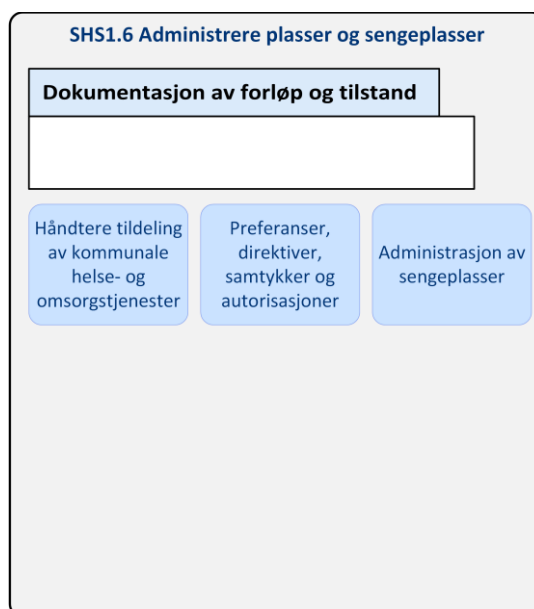 SHS1.6 Administrere plasser og sengeplasser
Dokumentasjon av forløp og tilstand
Håndtere tildeling
av kommunale
helse- og
omsorgstjenester
Preferanser,
direktiver,
samtykker og
autorisasjoner
Administrasjon av
sengeplasser